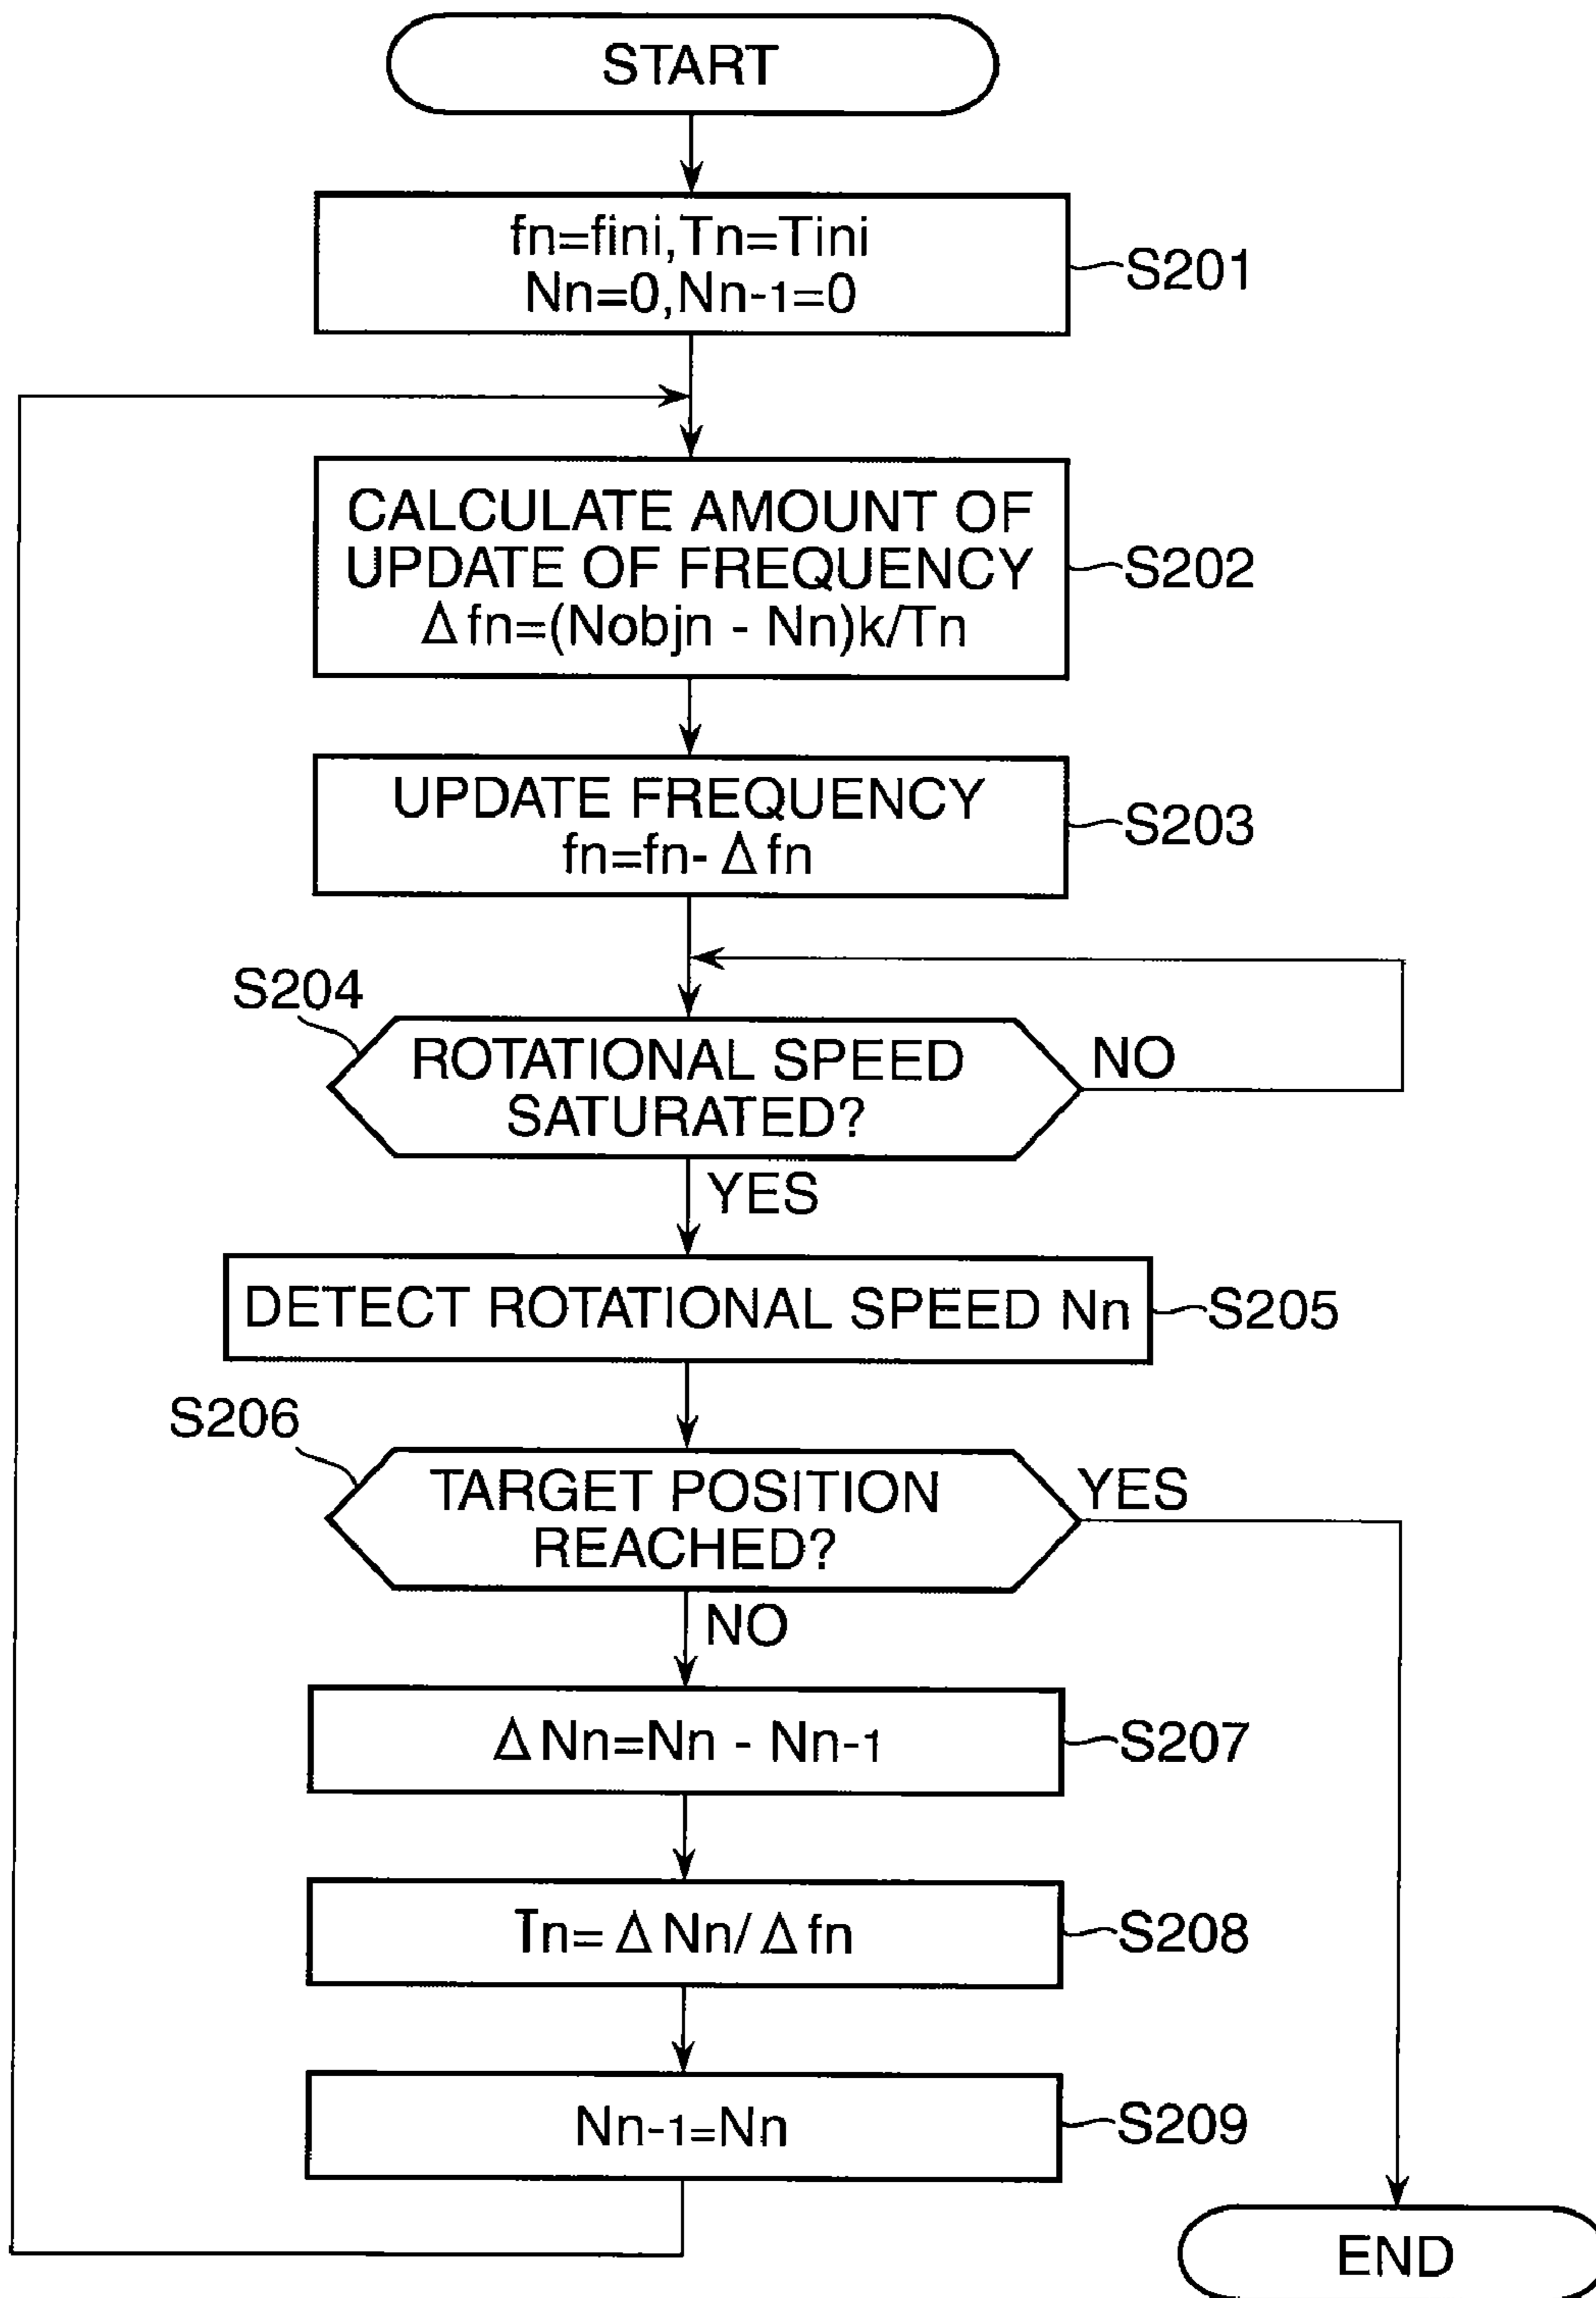 START
fn=fini,Tn=Tini
Nn=0,Nn-1=0
S201
CALCULATE AMOUNT OF
UPDATE OF FREQUENCY
Δfn=(Nobjn - Nn)k/Tn
S202
UPDATE FREQUENCY
fn=fn- Δfn
S203
S204
ROTATIONAL SPEED
SATURATED?
NO
YES
DETECT ROTATIONAL SPEED Nn
S205
S206
TARGET POSITION
REACHED?
YES
NO
ΔNn=Nn - Nn-1
S207
Tn= ΔNn/Δfn
S208
Nn-1=Nn
S209
END